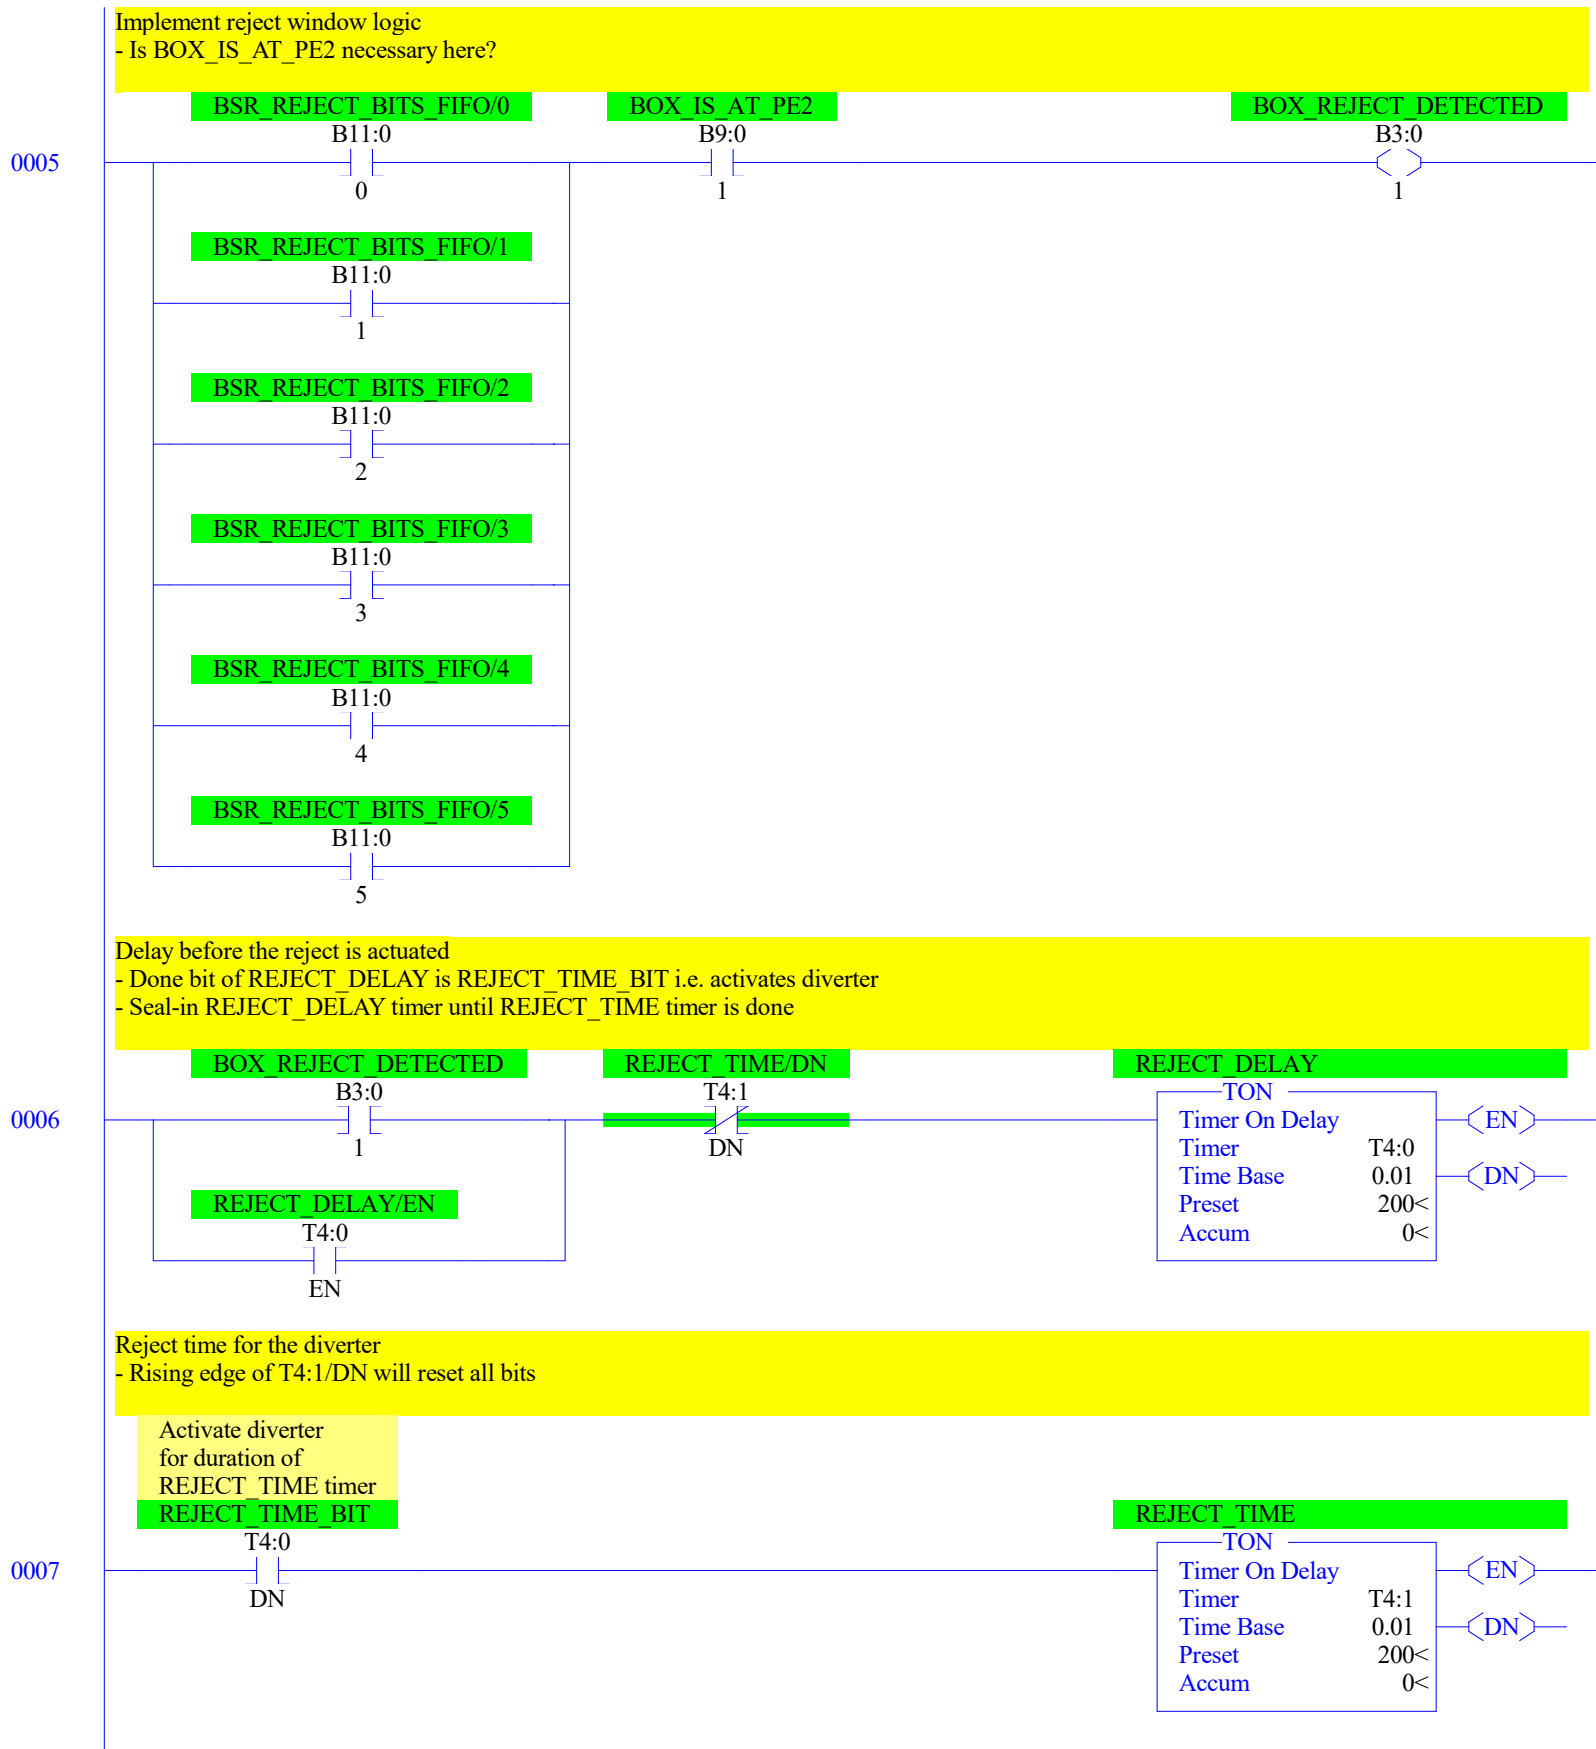 Implement reject window logic
- Is BOX_IS_AT_PE2 necessary here?
BSR_REJECT_BITS_FIFO/0 BOX_IS_AT_PE2 BOX_REJECT_DETECTED
B11:0 B9:0 B3:0
0005
0 1 1
BSR_REJECT_BITS_FIFO/1
B11:0
1
BSR_REJECT_BITS_FIFO/2
B11:0
2
BSR_REJECT_BITS_FIFO/3
B11:0
3
BSR_REJECT_BITS_FIFO/4
B11:0
4
BSR_REJECT_BITS_FIFO/5
B11:0
5
Delay before the reject is actuated
- Done bit of REJECT_DELAY is REJECT_TIME_BIT i.e. activates diverter
- Seal-in REJECT_DELAY timer until REJECT_TIME timer is done
BOX_REJECT_DETECTED REJECT_TIME/DN REJECT_DELAY
B3:0 T4:1 TON
0006 Timer On Delay EN
1 DN Timer T4:0
Time Base 0.01 DN
REJECT_DELAY/EN Preset 200<
T4:0 Accum 0<
EN
Reject time for the diverter
- Rising edge of T4:1/DN will reset all bits
Activate diverter
for duration of
REJECT_TIME timer
REJECT_TIME_BIT REJECT_TIME
T4:0 TON
0007 Timer On Delay EN
DN Timer T4:1
Time Base 0.01 DN
Preset 200<
Accum 0<